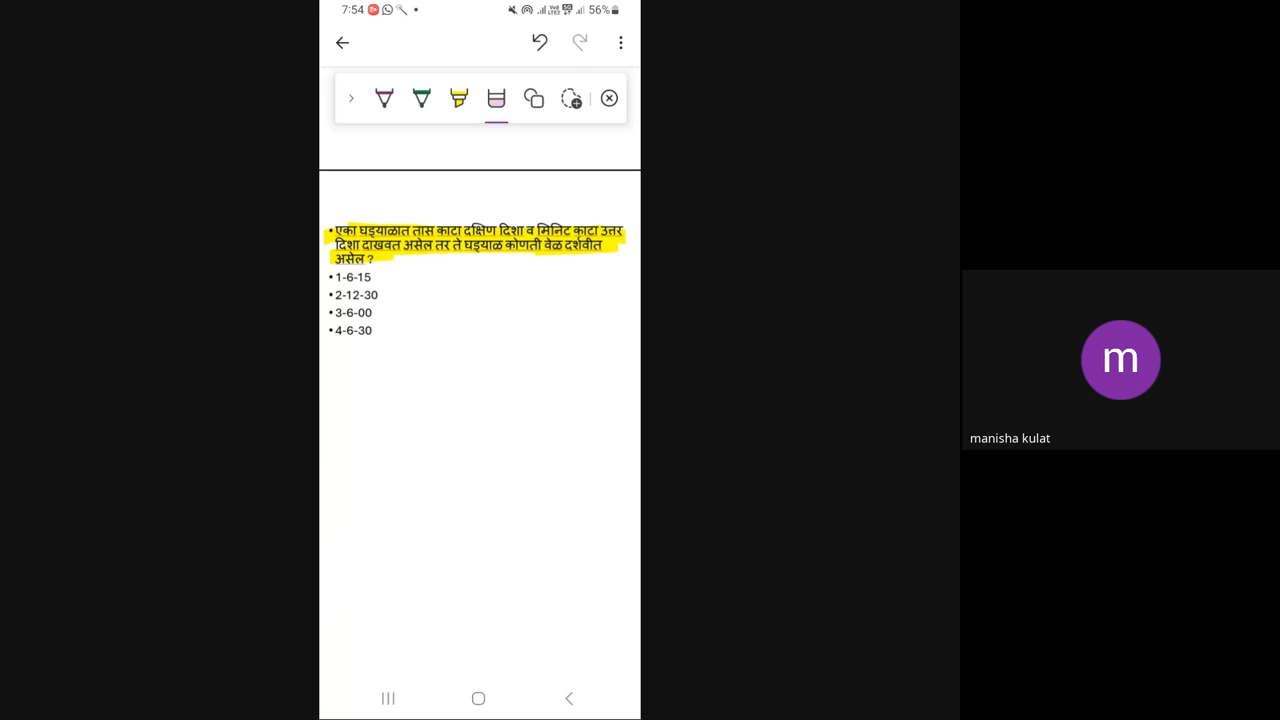 7:54 56%
• एका घड्याळात तास काटा दक्षिण दिशा व मिनिट काटा उत्तर
दिशा दाखवत असेल तर ते घड्याळ कोणती वेळ दर्शवीत
असेल ?
• 1-6-15
• 2-12-30
• 3-6-00
• 4-6-30
m
manisha kulat